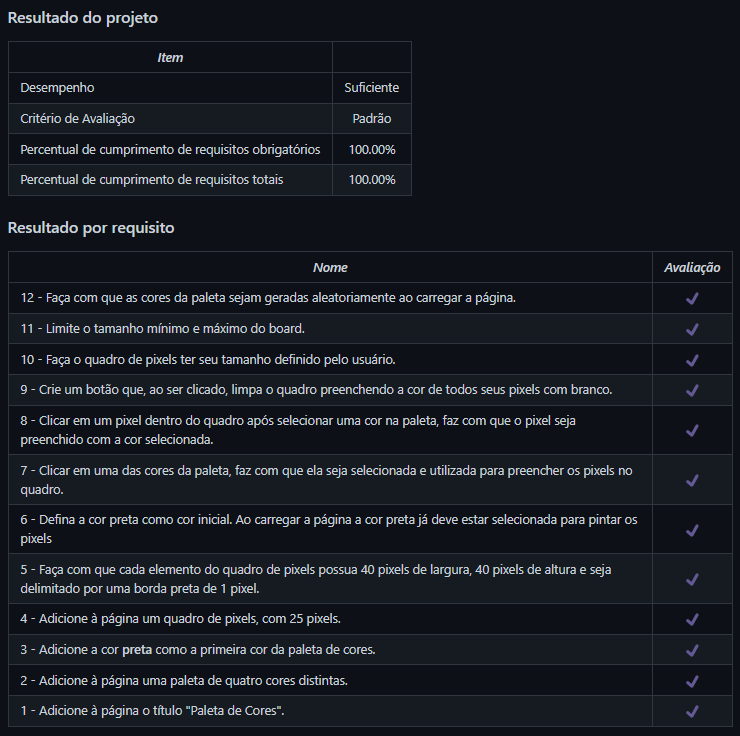 Resultado do projeto
Item
Desempenho Suficiente
Critério de Avaliação Padrão
Percentual de cumprimento de requisitos obrigatórios 100.00%
Percentual de cumprimento de requisitos totais 100.00%
Resultado por requisito
Nome Avaliação
12 - Faça com que as cores da paleta sejam geradas aleatoriamente ao carregar a página. ✔
11 - Limite o tamanho mínimo e máximo do board. ✔
10 - Faça o quadro de pixels ter seu tamanho definido pelo usuário. ✔
9 - Crie um botão que, ao ser clicado, limpa o quadro preenchendo a cor de todos seus pixels com branco. ✔
8 - Clicar em um pixel dentro do quadro após selecionar uma cor na paleta, faz com que o pixel seja
preenchido com a cor selecionada. ✔
7 - Clicar em uma das cores da paleta, faz com que ela seja selecionada e utilizada para preencher os pixels no
quadro. ✔
6 - Defina a cor preta como cor inicial. Ao carregar a página a cor preta já deve estar selecionada para pintar os
pixels ✔
5 - Faça com que cada elemento do quadro de pixels possua 40 pixels de largura, 40 pixels de altura e seja
delimitado por uma borda preta de 1 pixel. ✔
4 - Adicione à página um quadro de pixels, com 25 pixels. ✔
3 - Adicione a cor preta como a primeira cor da paleta de cores. ✔
2 - Adicione à página uma paleta de quatro cores distintas. ✔
1 - Adicione à página o título "Paleta de Cores". ✔